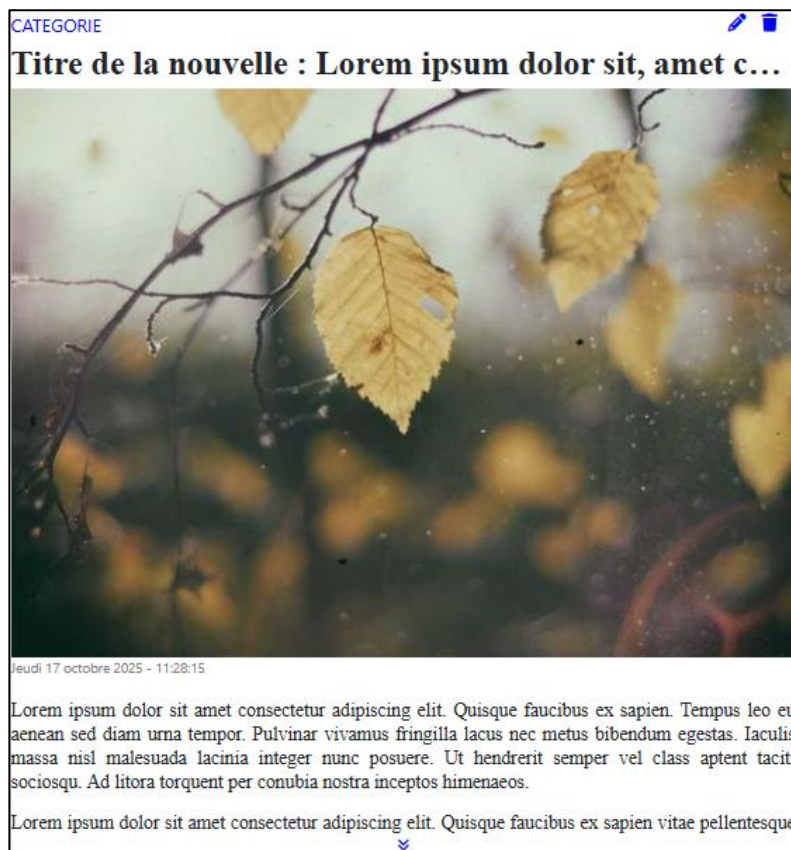 CATEGORIE
Titre de la nouvelle : Lorem ipsum dolor sit, amet c…
Jeudi 17 octobre 2025 - 11:28:15
Lorem ipsum dolor sit amet consectetur adipiscing elit. Quisque faucibus ex sapien. Tempus leo eu
aenean sed diam urna tempor. Pulvinar vivamus fringilla lacus nec metus bibendum egestas. Iaculis
massa nisl malesuada lacinia integer nunc posuere. Ut hendrerit semper vel class aptent taciti
sociosqu. Ad litora torquent per conubia nostra inceptos himenaeos.
Lorem ipsum dolor sit amet consectetur adipiscing elit. Quisque faucibus ex sapien vitae pellentesque